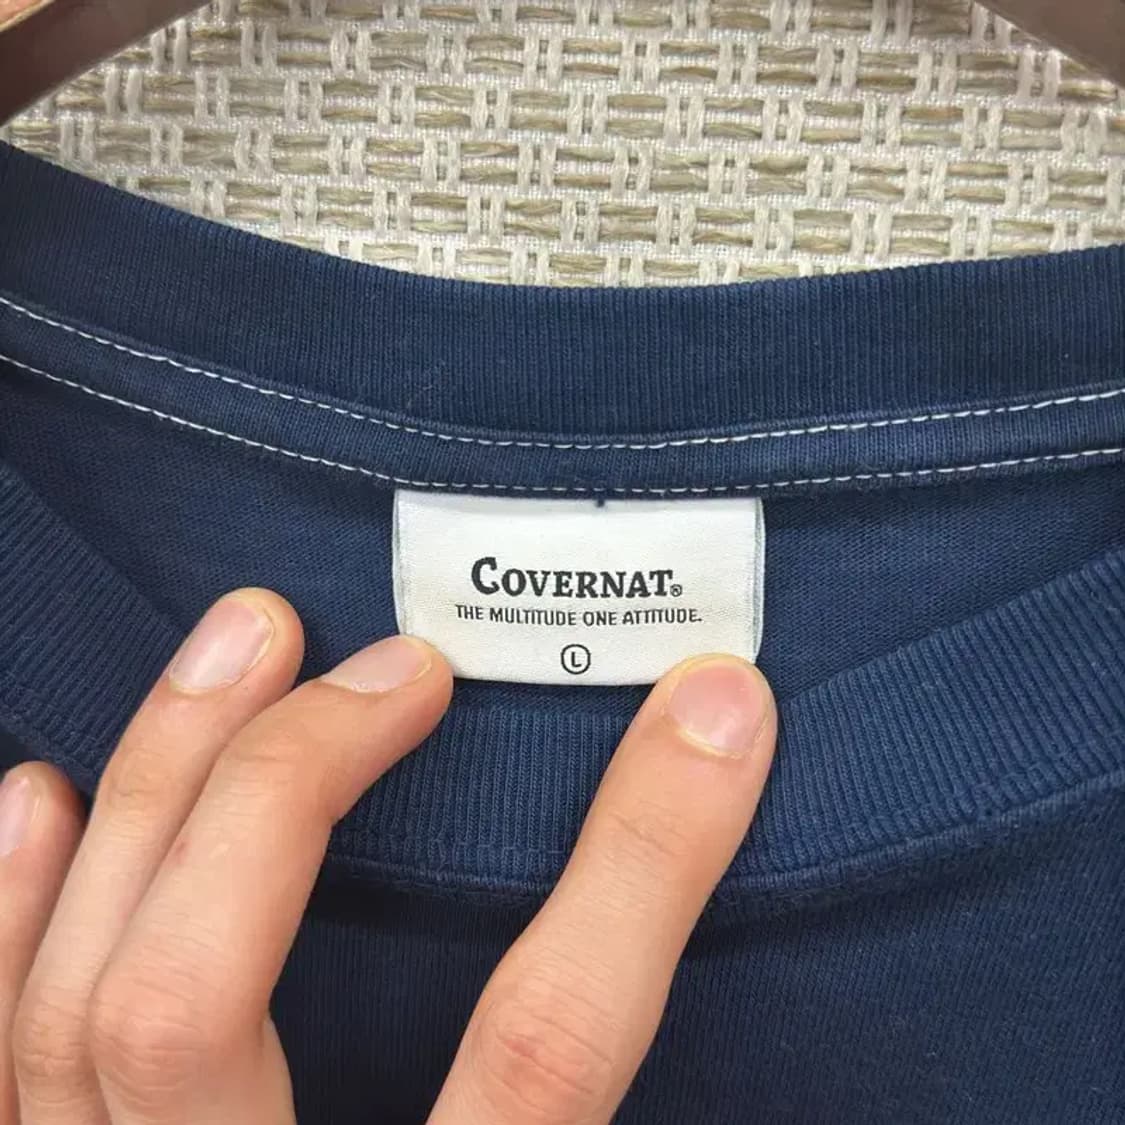 COVERNAT®
THE MULTITUDE ONE ATTITUDE.
L